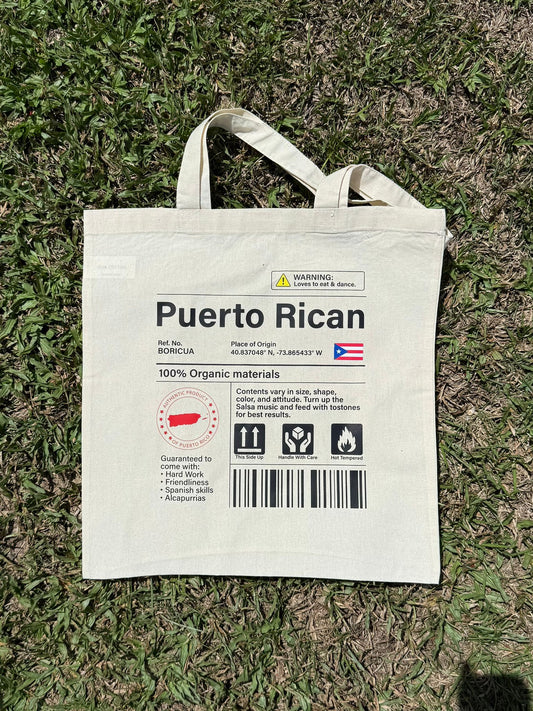 WARNING:
Loves to eat & dance.
Puerto Rican
Ref. No.
BORICUA
Place of Origin
40.837048° N, -73.865433° W
100% Organic materials
AUTHENTIC PRODUCT
OF PUERTO RICO
Guaranteed to
come with:
• Hard Work
• Friendliness
• Spanish skills
• Alcapurrias
Contents vary in size, shape,
color, and attitude. Turn up the
Salsa music and feed with tostones
for best results.
This Side Up
Handle With Care
Hot Tempered